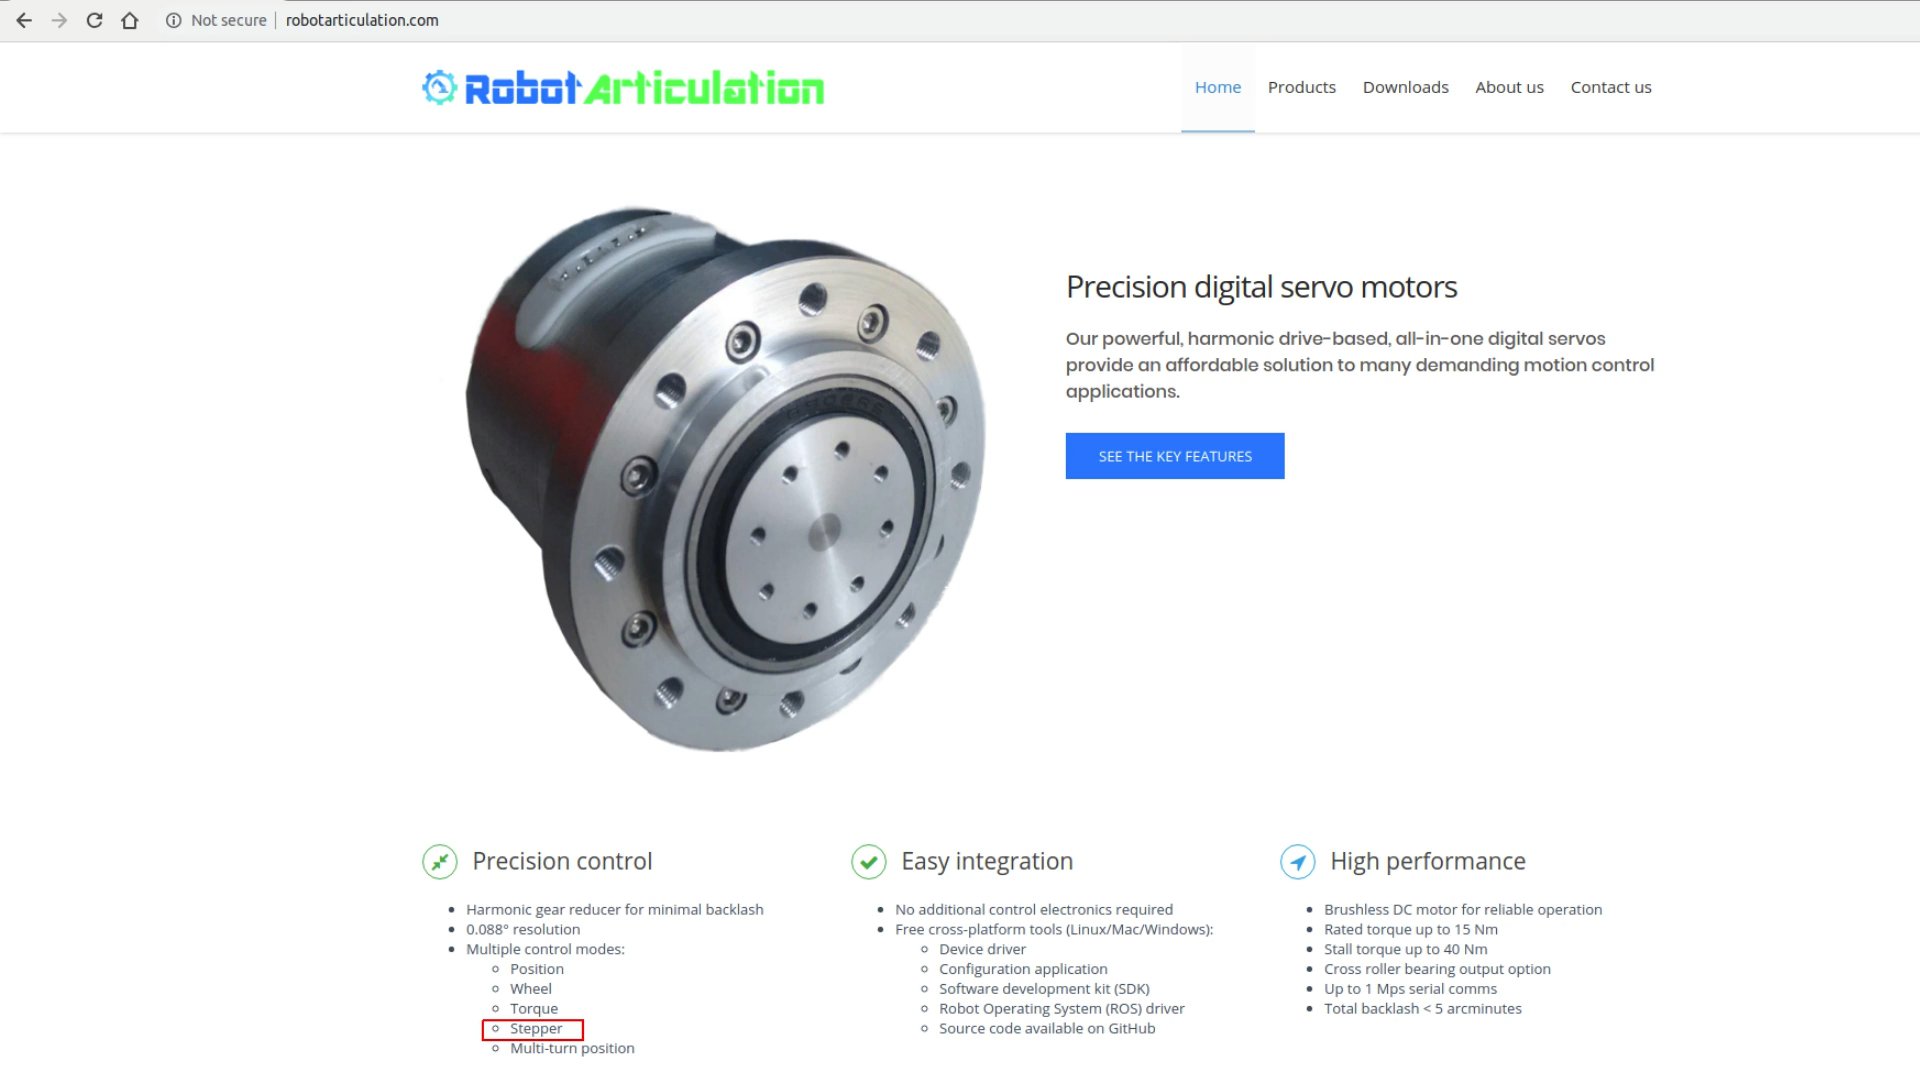 Not secure | robotarticulation.com
Robot Articulation
Home Products Downloads About us Contact us
Precision digital servo motors
Our powerful, harmonic drive-based, all-in-one digital servos
provide an affordable solution to many demanding motion control
applications.
SEE THE KEY FEATURES
Precision control
• Harmonic gear reducer for minimal backlash
• 0.088° resolution
• Multiple control modes:
◦ Position
◦ Wheel
◦ Torque
◦ Stepper
◦ Multi-turn position
Easy integration
• No additional control electronics required
• Free cross-platform tools (Linux/Mac/Windows):
◦ Device driver
◦ Configuration application
◦ Software development kit (SDK)
◦ Robot Operating System (ROS) driver
◦ Source code available on GitHub
High performance
• Brushless DC motor for reliable operation
• Rated torque up to 15 Nm
• Stall torque up to 40 Nm
• Cross roller bearing output option
• Up to 1 Mps serial comms
• Total backlash < 5 arcminutes